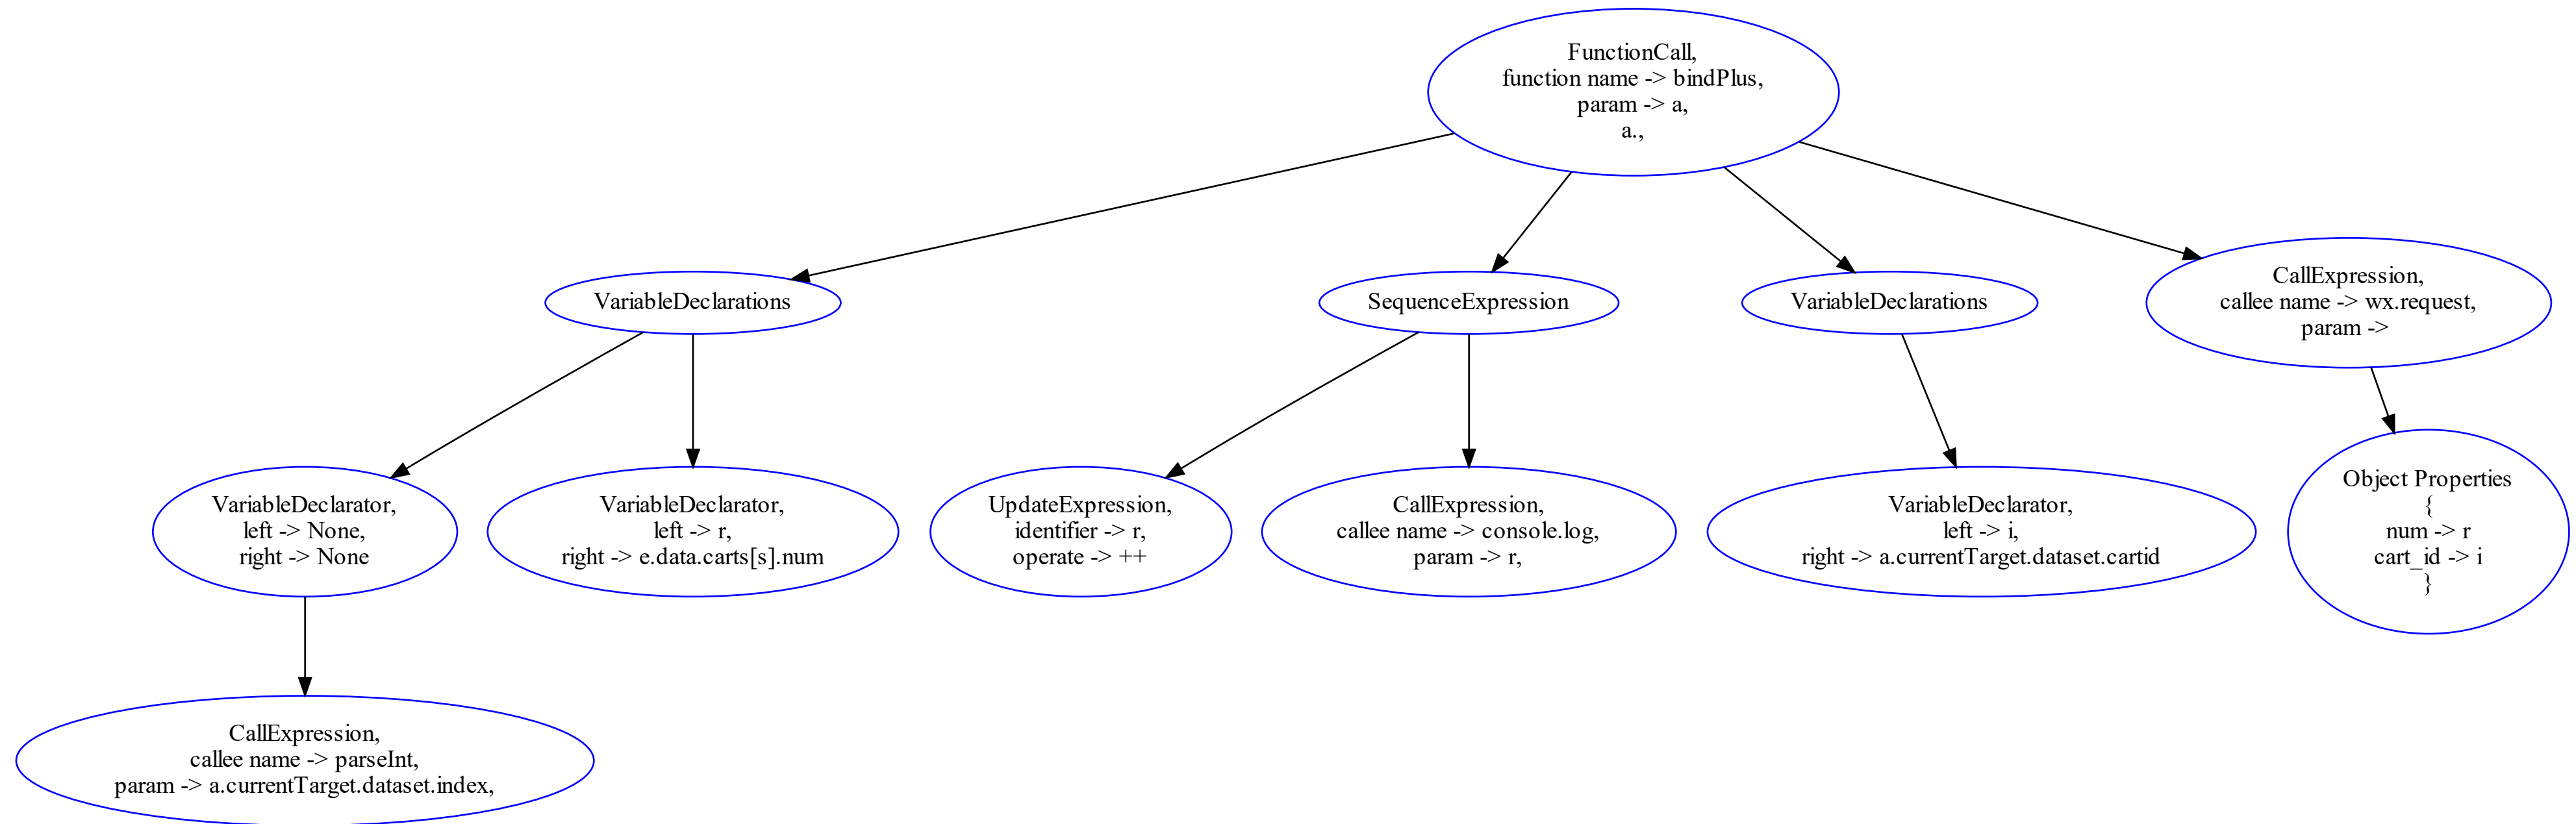 FunctionCall,
function name -> bindPlus,
param -> a,
a.,
VariableDeclarations
SequenceExpression
VariableDeclarations
CallExpression,
callee name -> wx.request,
param ->
VariableDeclarator,
left -> None,
right -> None
VariableDeclarator,
left -> r,
right -> e.data.carts[s].num
UpdateExpression,
identifier -> r,
operate -> ++
CallExpression,
callee name -> console.log,
param -> r,
VariableDeclarator,
left -> i,
right -> a.currentTarget.dataset.cartid
Object Properties
{
num -> r
cart_id -> i
}
CallExpression,
callee name -> parseInt,
param -> a.currentTarget.dataset.index,